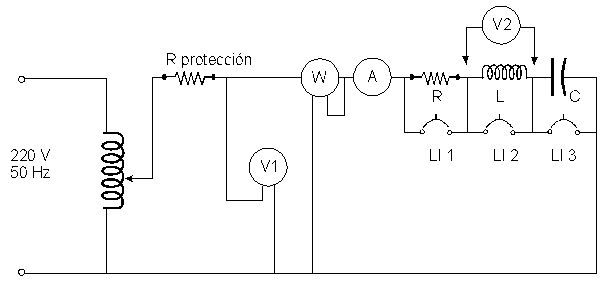 V2
R protección
W
A
R
L
C
220 V
50 Hz
V1
LI 1
LI 2
LI 3